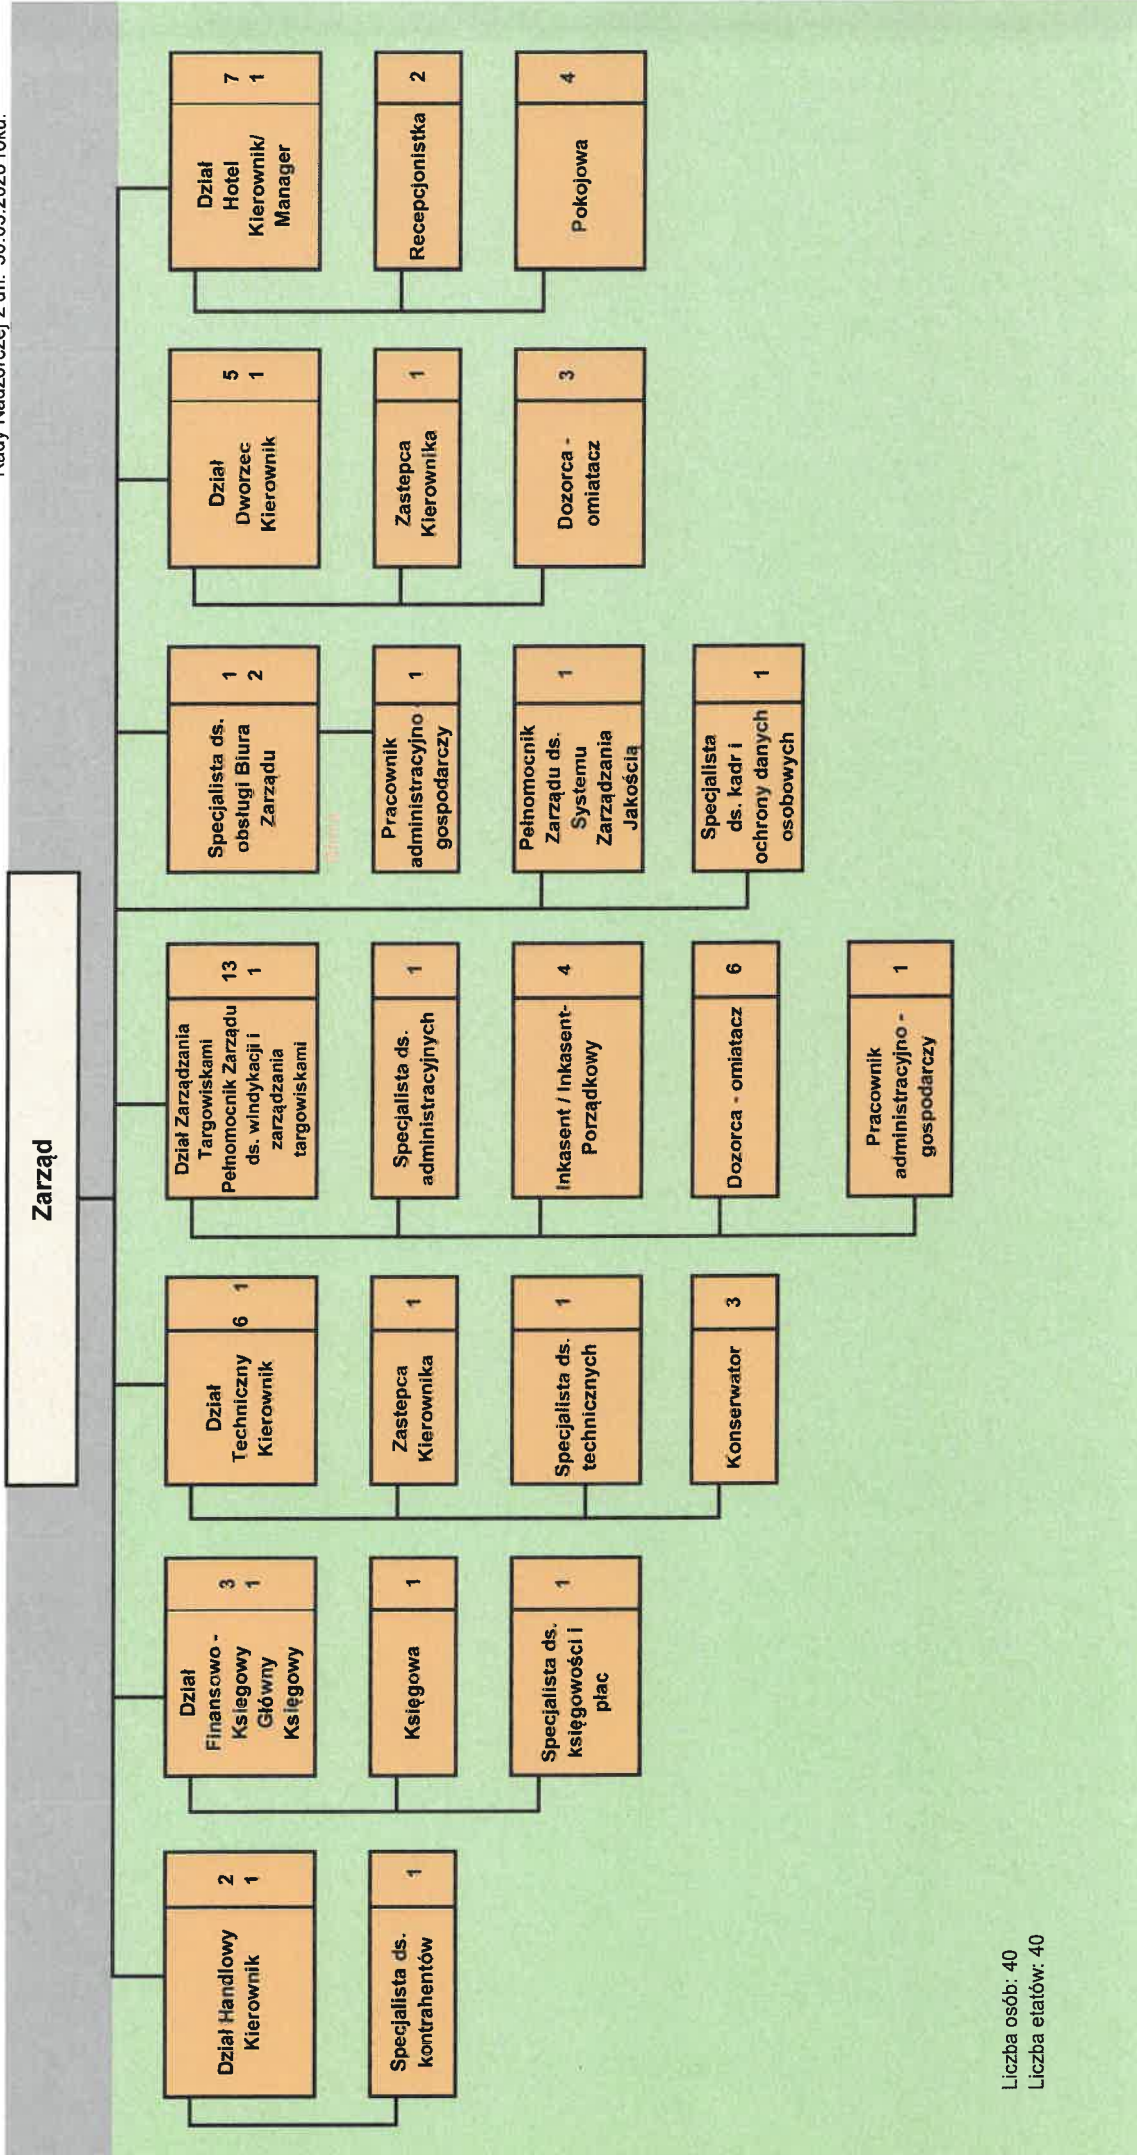 Rady Nadzorczej z dn. 30.09.2020 roku.
Zarząd
Dział Handlowy
Kierownik
2
1
Specjalista ds.
kontrahentów
1
Dział
Finansowo -
Ksiegowy
Główny
Księgowy
3
1
Księgowa
1
Specjalista ds.
księgowości i
płac
1
Dział
Techniczny
Kierownik
6
1
Zastepca
Kierownika
1
Specjalista ds.
technicznych
1
Konserwator
3
Dział Zarządzania
Targowiskami
Pełnomocnik Zarządu
ds. windykacji i
zarządzania
targowiskami
13
1
Specjalista ds.
administracyjnych
1
Inkasent / Inkasent-
Porządkowy
4
Dozorca - omiatacz
6
Pracownik
administracyjno -
gospodarczy
1
Specjalista ds.
obsługi Biura
Zarządu
1
2
Pracownik
administracyjno
gospodarczy
1
Pełnomocnik
Zarządu ds.
Systemu
Zarządzania
Jakością
1
Specjalista
ds. kadr i
ochrony danych
osobowych
1
Dział
Dworzec
Kierownik
5
1
Zastepca
Kierownika
1
Dozorca -
omiatacz
3
Dział
Hotel
Kierownik/
Manager
7
1
Recepcjonistka
2
Pokojowa
4
Liczba osób: 40
Liczba etatów: 40